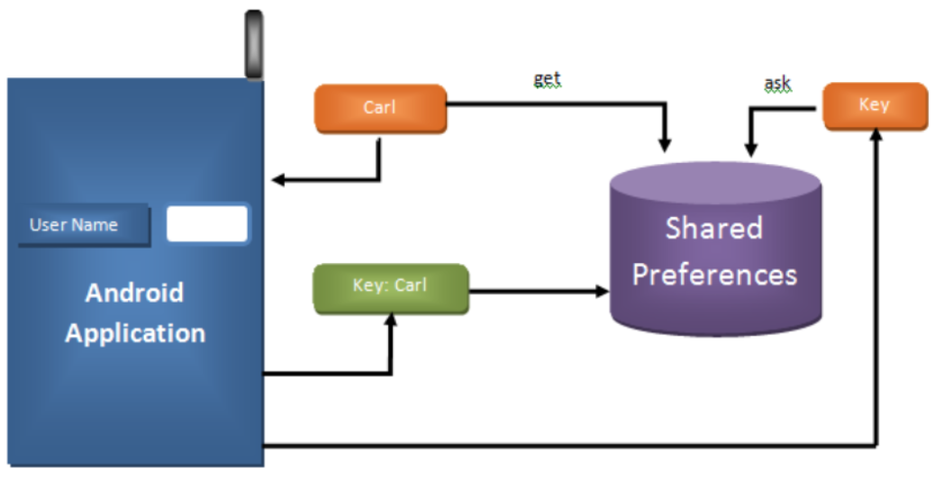 get
ask
Carl
Key
User Name
Shared
Preferences
Key: Carl
Android
Application